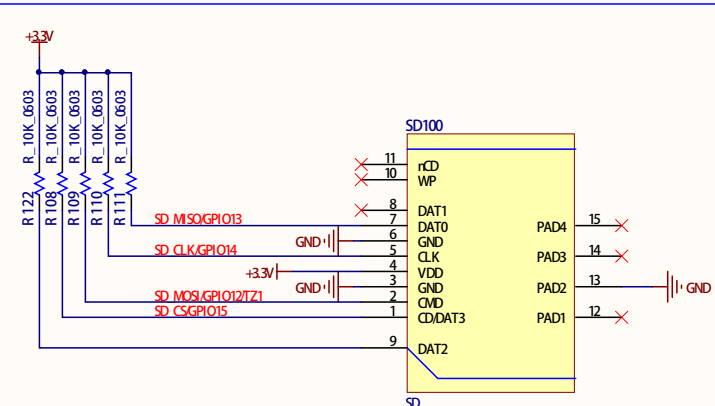 +3.3V
R_10K_0603
R_10K_0603
R_10K_0603
R_10K_0603
R_10K_0603
R122
R108
R109
R110
R111
SD100
11 nCD
10 WP
8 DAT1
SD MISO/GPIO13 7 DAT0
GND 6 GND
SD CLK/GPIO14 5 CLK
+3.3V 4 VDD
GND 3 GND
SD MOSI/GPIO12/TZ1 2 CMD
SD CS/GPIO15 1 CD/DAT3
9 DAT2
PAD4 15
PAD3 14
PAD2 13 GND
PAD1 12
SD